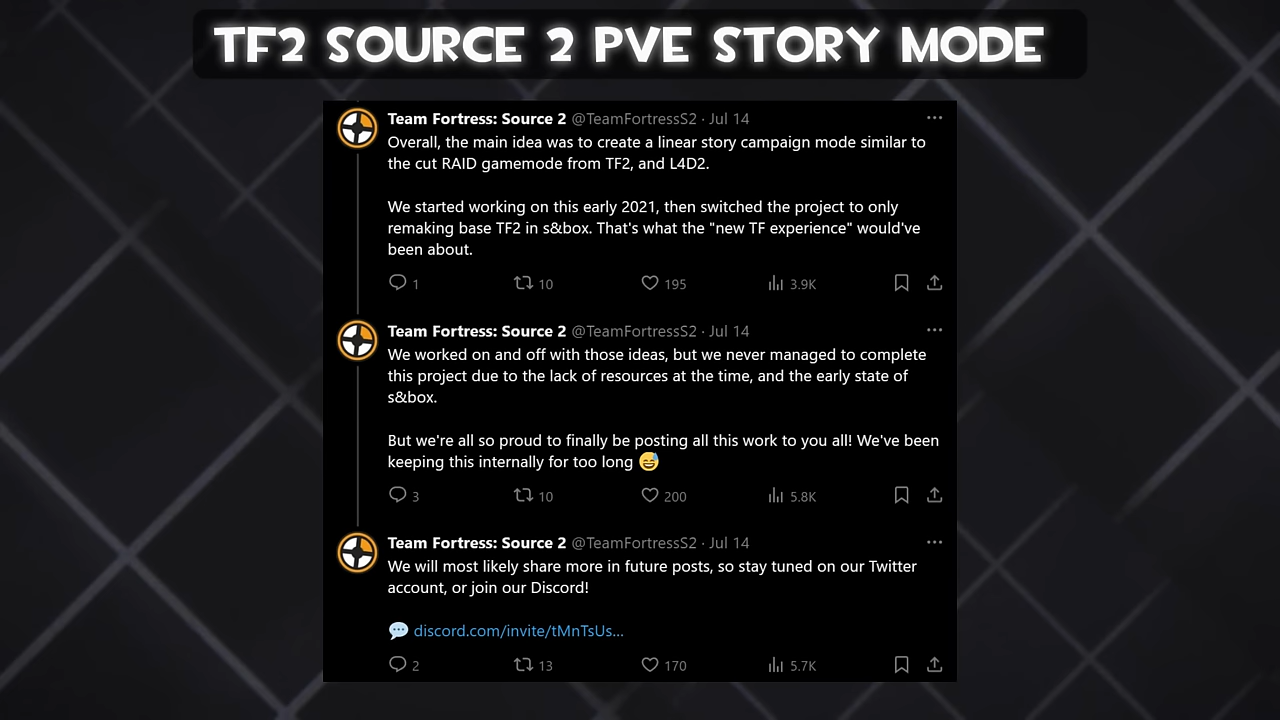 TF2 SOURCE 2 PVE STORY MODE
Team Fortress: Source 2 @TeamFortressS2 · Jul 14
Overall, the main idea was to create a linear story campaign mode similar to
the cut RAID gamemode from TF2, and L4D2.
We started working on this early 2021, then switched the project to only
remaking base TF2 in s&box. That's what the "new TF experience" would've
been about.
1 10 195 3.9K
Team Fortress: Source 2 @TeamFortressS2 · Jul 14
We worked on and off with those ideas, but we never managed to complete
this project due to the lack of resources at the time, and the early state of
s&box.
But we're all so proud to finally be posting all this work to you all! We've been
keeping this internally for too long 😅
3 10 200 5.8K
Team Fortress: Source 2 @TeamFortressS2 · Jul 14
We will most likely share more in future posts, so stay tuned on our Twitter
account, or join our Discord!
💬 discord.com/invite/tMnTsUs...
2 13 170 5.7K